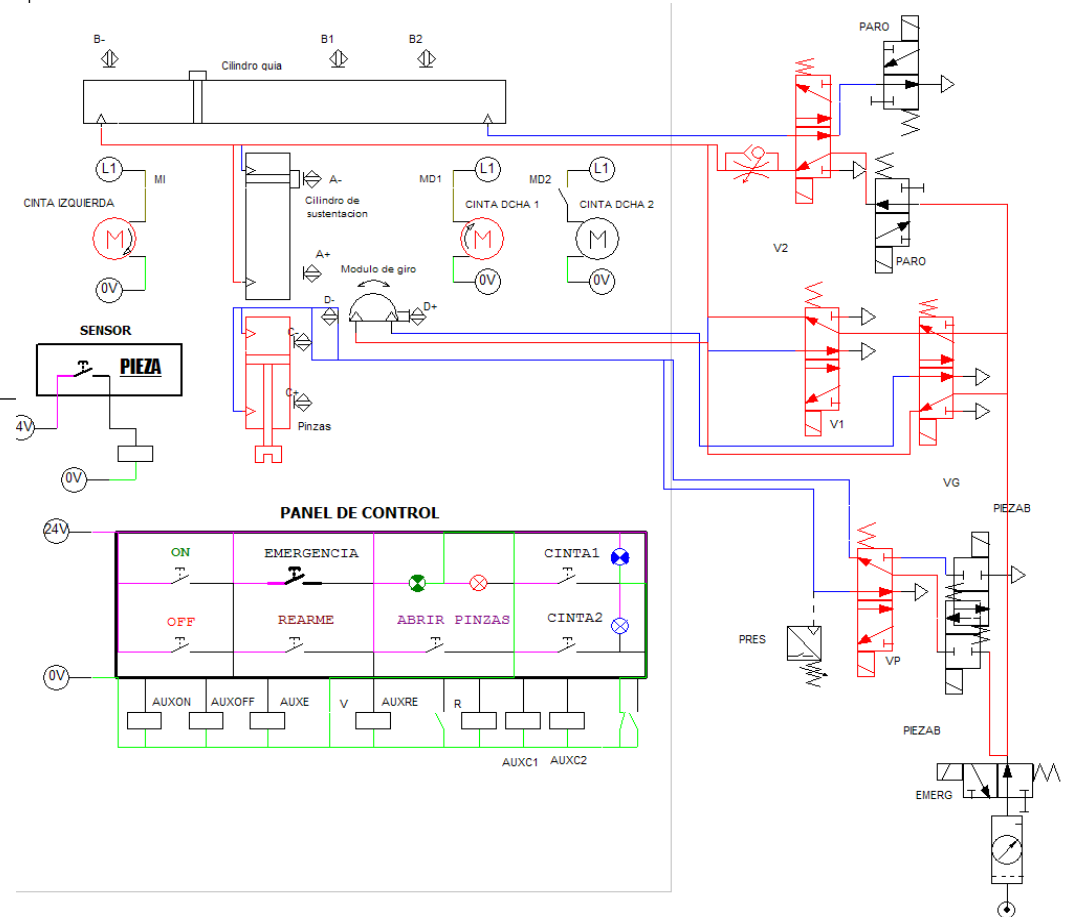 PARO
B-
B1
B2
Cilindro guia
L1
MI
A-
Cilindro de
sustentacion
MD1
L1
MD2
L1
CINTA IZQUIERDA
M
CINTA DCHA 1
M
CINTA DCHA 2
M
V2
PARO
A+
Modulo de giro
0V
0V
0V
D-
D+
SENSOR
PIEZA
C-
C+
Pinzas
4V
V1
0V
VG
PIEZAB
PANEL DE CONTROL
24V
ON
EMERGENCIA
CINTA1
OFF
REARME
ABRIR PINZAS
CINTA2
PRES
VP
0V
AUXON
AUXOFF
AUXE
V
AUXRE
R
AUXC1
AUXC2
PIEZAB
EMERG